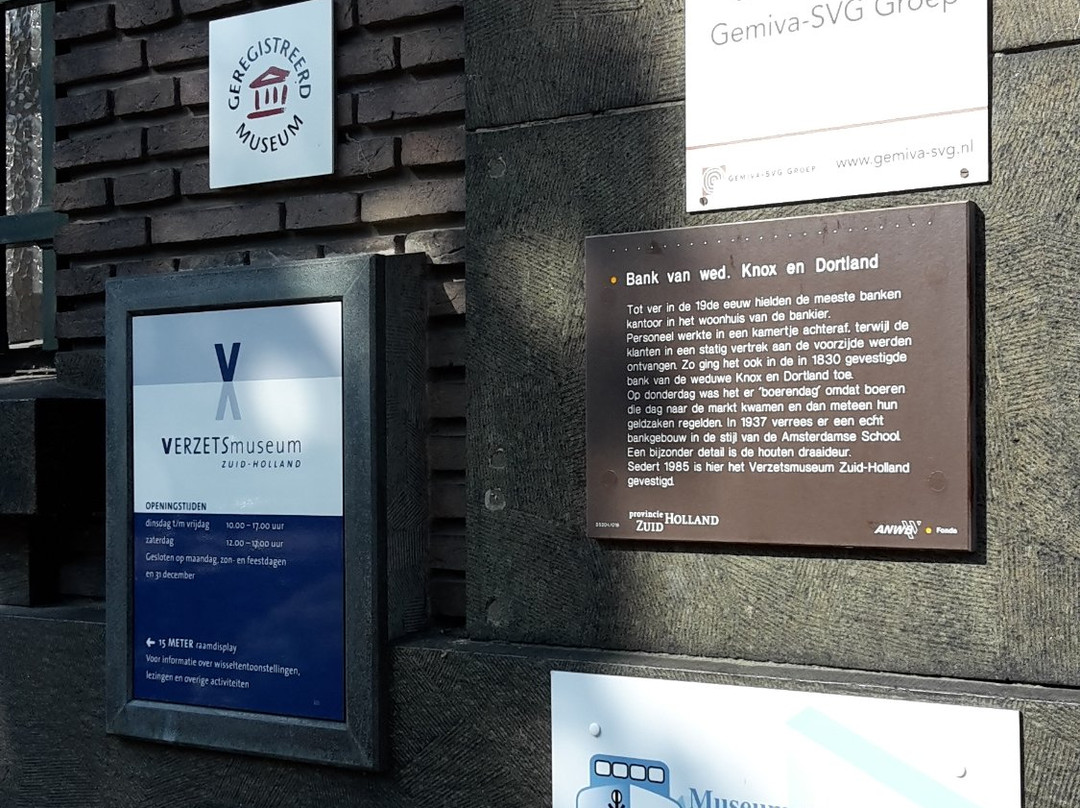 GEREGISTREERD
MUSEUM
Gemiva-SVG Groep
GEMIVA-SVG GROEP
www.gemiva-svg.nl
VERZETSmuseum
ZUID-HOLLAND
OPENINGSTIJDEN
dinsdag t/m vrijdag 10.00 – 17.00 uur
zaterdag 12.00 – 17.00 uur
Gesloten op maandag, zon- en feestdagen
en 31 december
← 15 METER raamdisplay
Voor informatie over wisseltentoonstellingen,
lezingen en overige activiteiten
Bank van wed. Knox en Dortland
Tot ver in de 19de eeuw hielden de meeste banken
kantoor in het woonhuis van de bankier.
Personeel werkte in een kamertje achteraf, terwijl de
klanten in een statig vertrek aan de voorzijde werden
ontvangen. Zo ging het ook in de in 1830 gevestigde
bank van de weduwe Knox en Dortland toe.
Op donderdag was het er 'boerendag' omdat boeren
die dag naar de markt kwamen en dan meteen hun
geldzaken regelden. In 1937 verrees er een echt
bankgebouw in de stijl van de Amsterdamse School.
Een bijzonder detail is de houten draaideur.
Sedert 1985 is hier het Verzetsmuseum Zuid-Holland
gevestigd.
provincie
ZUID HOLLAND
ANWB Fonds
Museum